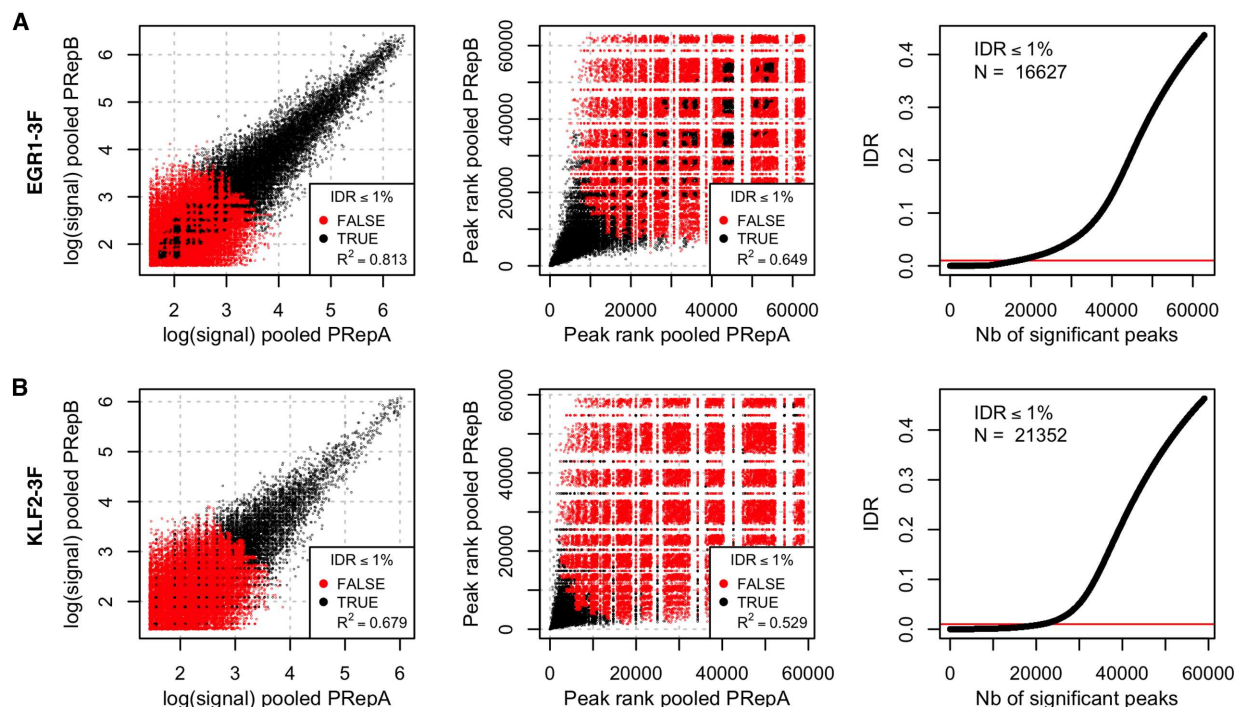 A
EGR1-3F
log(signal) pooled PRepB
6
5
4
3
2
2 3 4 5 6
log(signal) pooled PRepA
IDR ≤ 1%
FALSE
TRUE
R² = 0.813
Peak rank pooled PRepB
60000
40000
20000
0
0 20000 40000 60000
Peak rank pooled PRepA
IDR ≤ 1%
FALSE
TRUE
R² = 0.649
IDR
0.4
0.3
0.2
0.1
0.0
IDR ≤ 1%
N = 16627
0 20000 40000 60000
Nb of significant peaks
B
KLF2-3F
log(signal) pooled PRepB
6
5
4
3
2
2 3 4 5 6
log(signal) pooled PRepA
IDR ≤ 1%
FALSE
TRUE
R² = 0.679
Peak rank pooled PRepB
60000
40000
20000
0
0 20000 40000 60000
Peak rank pooled PRepA
IDR ≤ 1%
FALSE
TRUE
R² = 0.529
IDR
0.4
0.3
0.2
0.1
0.0
IDR ≤ 1%
N = 21352
0 20000 40000 60000
Nb of significant peaks